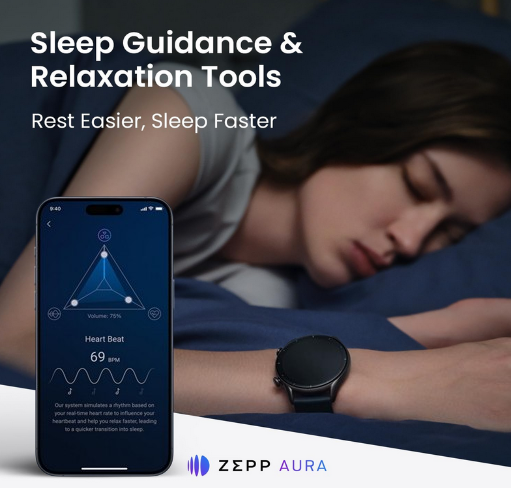 Sleep Guidance &
Relaxation Tools
Rest Easier, Sleep Faster
9:40
Volume: 75%
Heart Beat
69 BPM
Our system simulates a rhythm based on
your real-time heart rate to influence your
heartbeat and help you relax faster, leading
to a quicker transition into sleep.
ZΣPP AURA